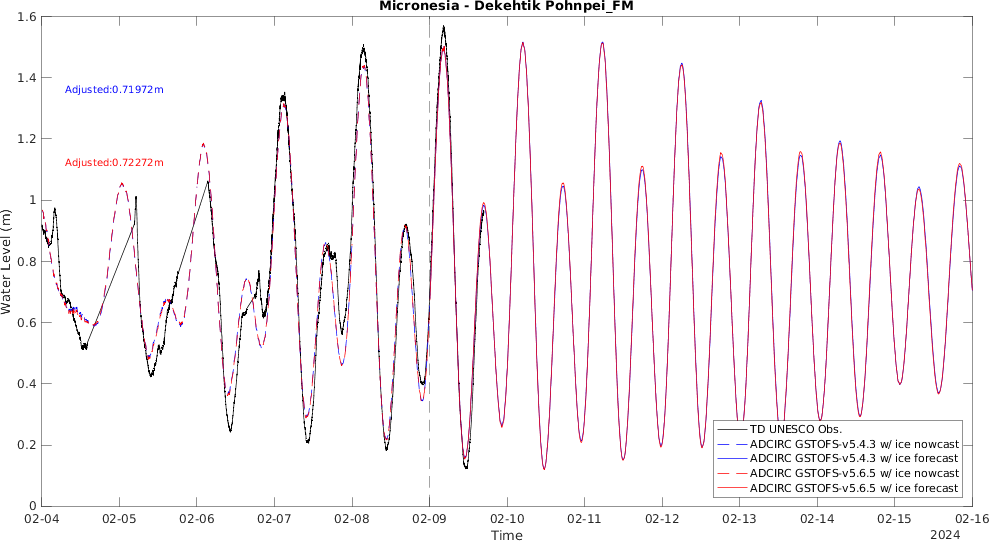 Micronesia - Dekehtik Pohnpei_FM
1.6
1.4
1.2
1
0.8
0.6
0.4
0.2
0
Water Level (m)
Adjusted:0.71972m
Adjusted:0.72272m
TD UNESCO Obs.
ADCIRC GSTOFS-v5.4.3 w/ ice nowcast
ADCIRC GSTOFS-v5.4.3 w/ ice forecast
ADCIRC GSTOFS-v5.6.5 w/ ice nowcast
ADCIRC GSTOFS-v5.6.5 w/ ice forecast
02-04 02-05 02-06 02-07 02-08 02-09 02-10 02-11 02-12 02-13 02-14 02-15 02-16
Time
2024